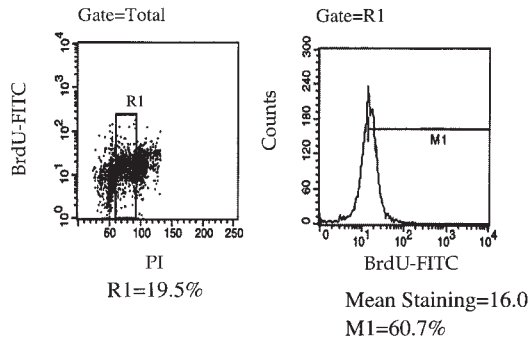 Gate=Total
10^4
10^3
10^2
10^1
10^0
BrdU-FITC
R1
50 100 150 200 250
PI
R1=19.5%
Gate=R1
300
240
180
120
60
0
Counts
M1
0 10^1 10^2 10^3 10^4
BrdU-FITC
Mean Staining=16.0
M1=60.7%